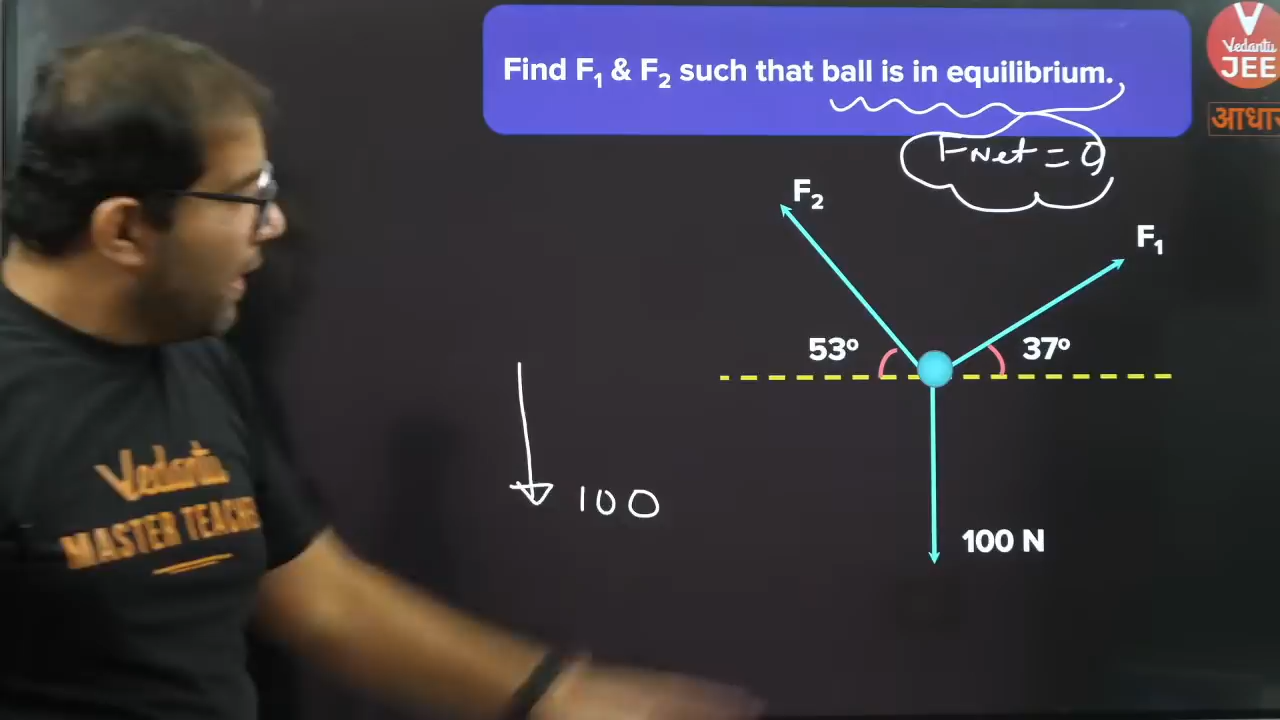 Find F₁ & F₂ such that ball is in equilibrium.
V
Vedantu
JEE
FNet = 0
F₂
F₁
53°
37°
100
100 N
Vedantu
MASTER TEACHER